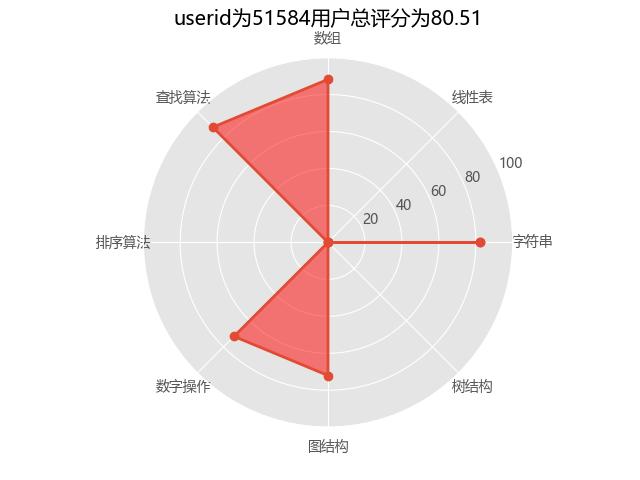 userid为51584用户总评分为80.51
数组
查找算法
线性表
100
80
60
40
20
排序算法
字符串
数字操作
树结构
图结构